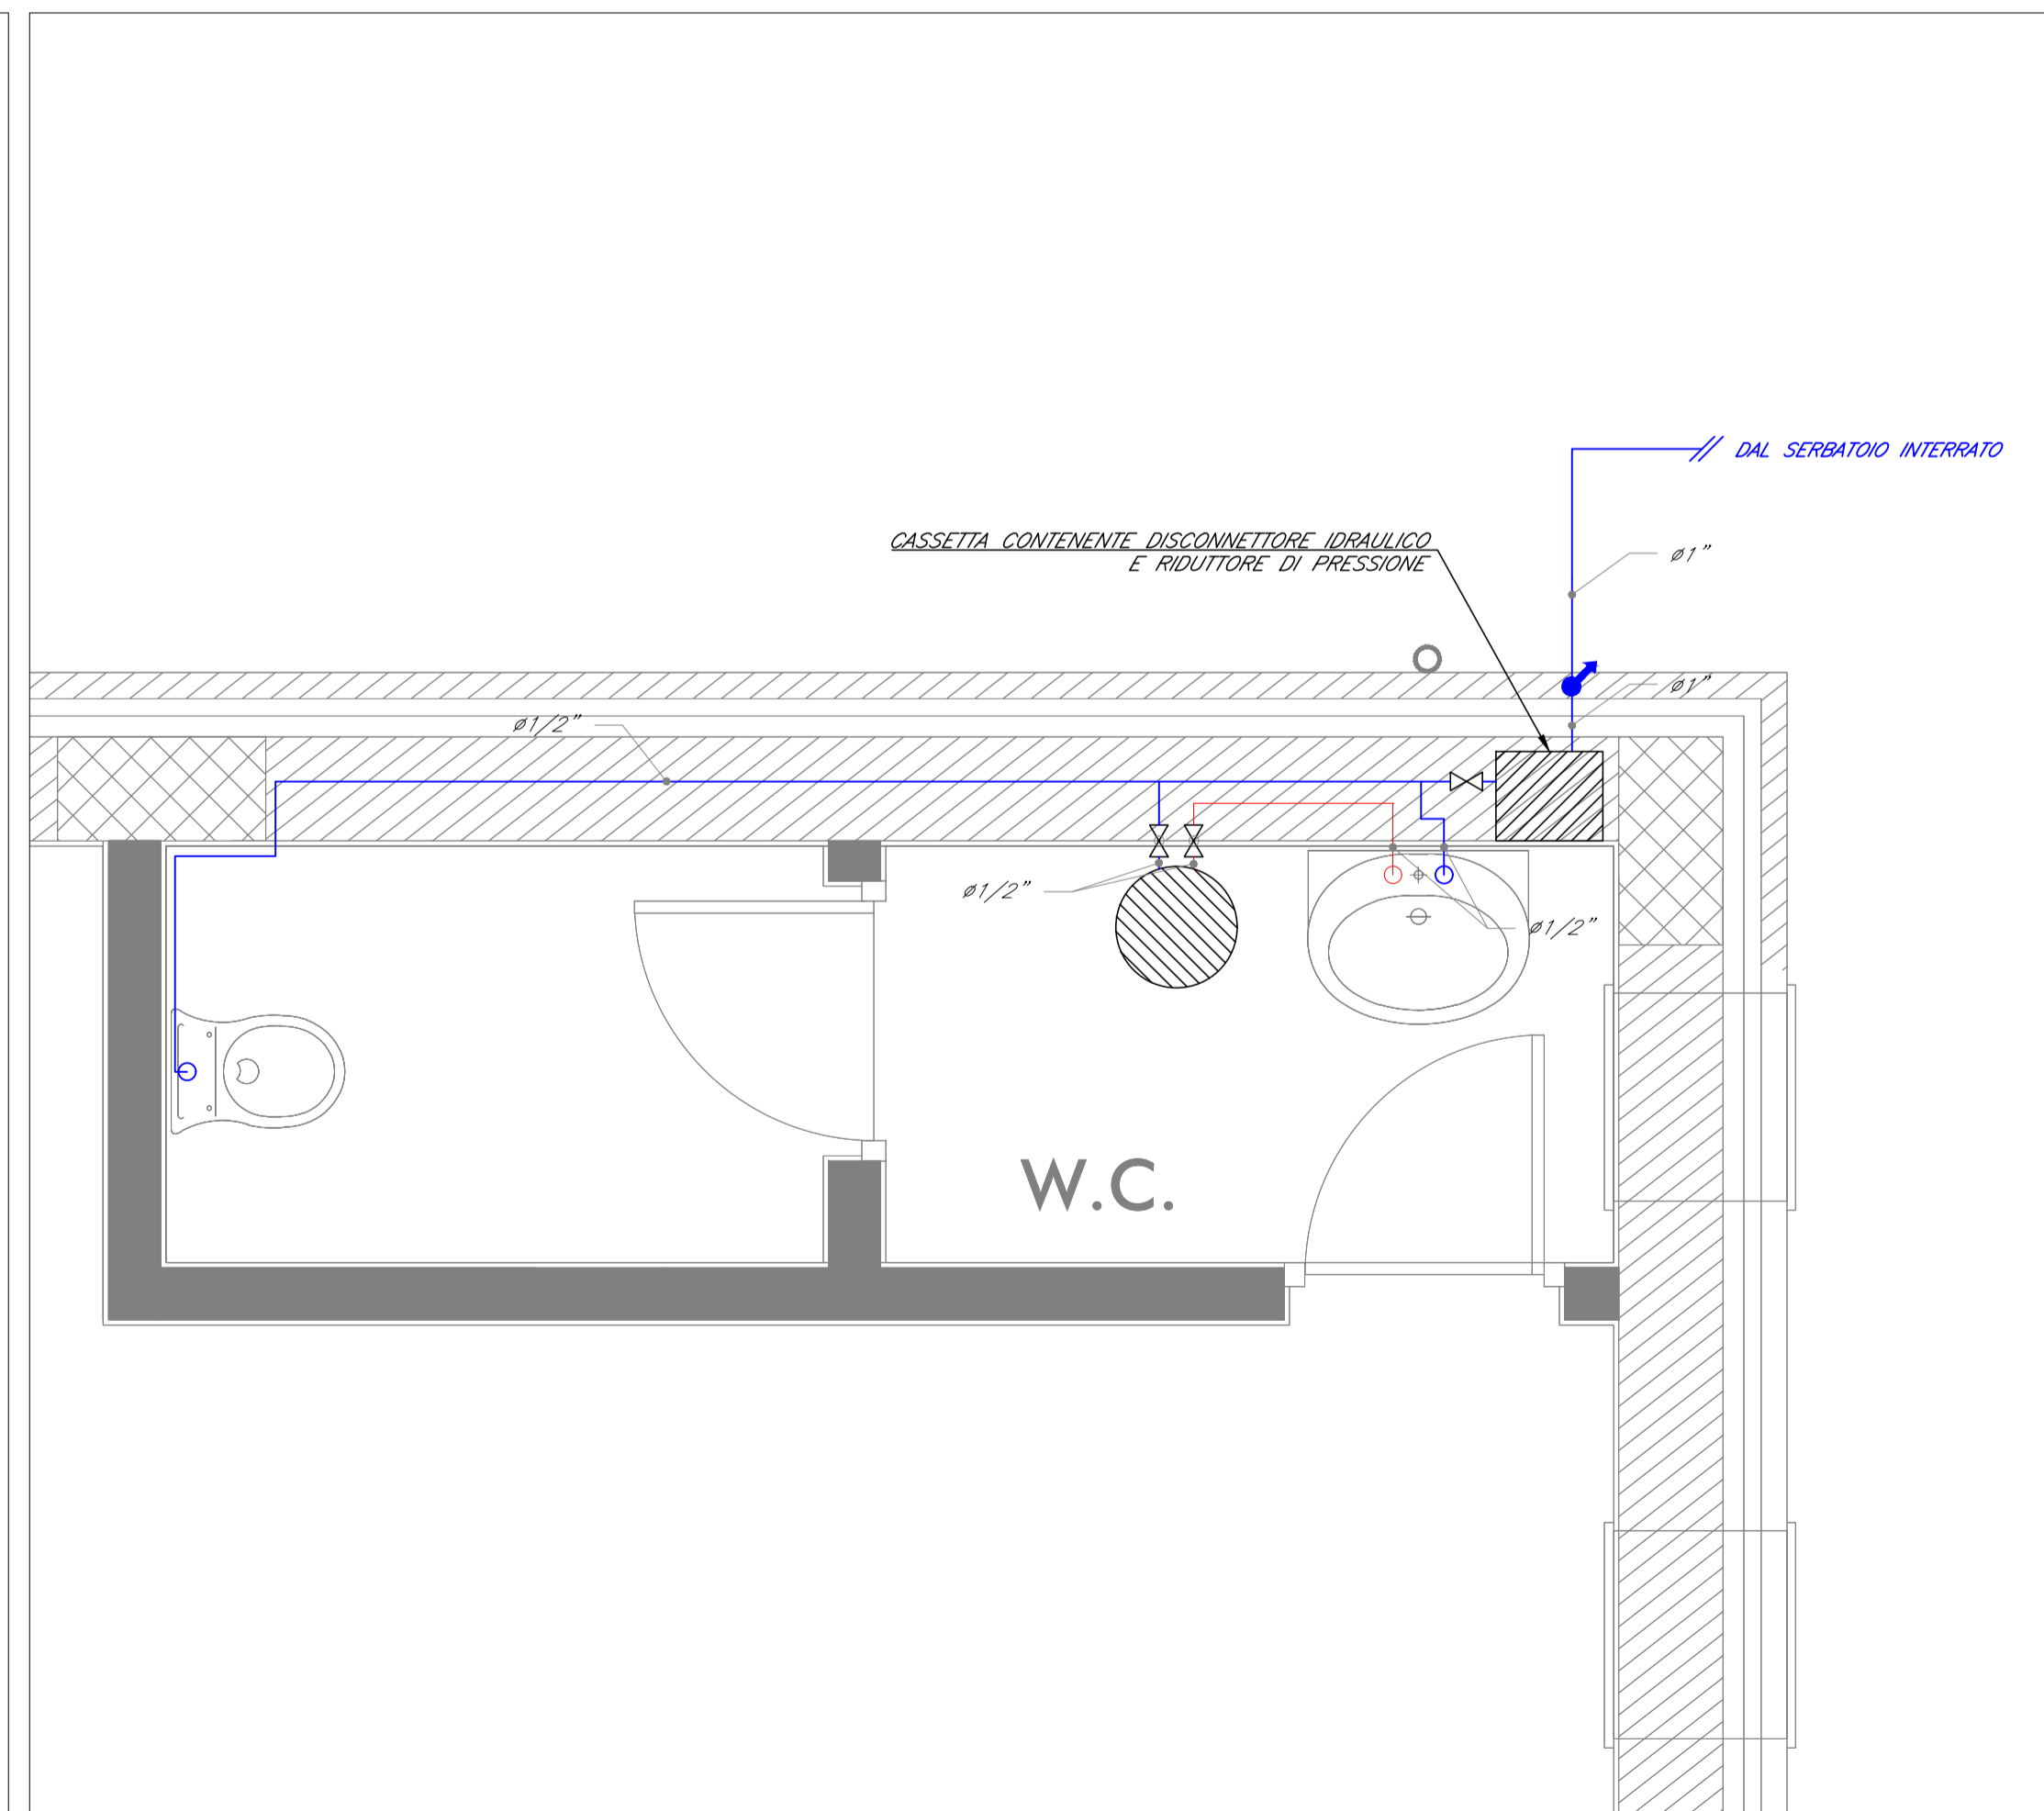 DAL SERBATOIO INTERRATO
CASSETTA CONTENENTE DISCONNETTORE IDRAULICO
E RIDUTTORE DI PRESSIONE
ø1"
ø1"
ø1/2"
ø1/2"
ø1/2"
W.C.